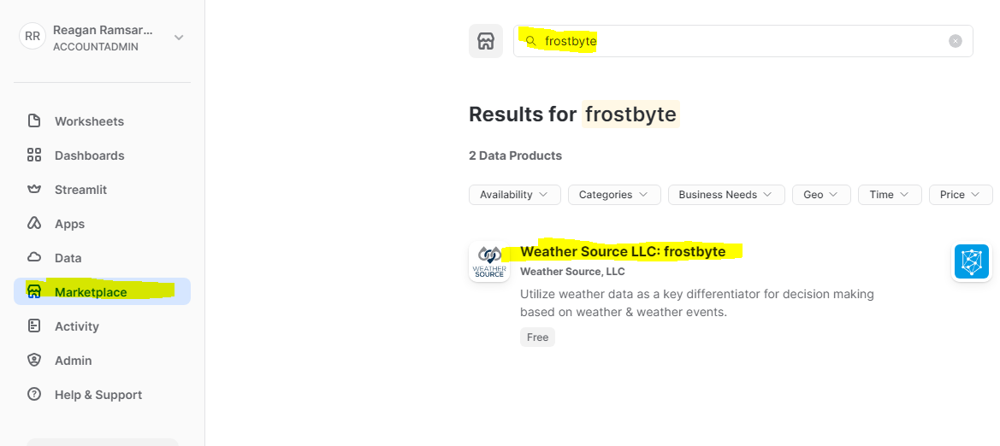 RR
Reagan Ramsar...
ACCOUNTADMIN
Worksheets
Dashboards
Streamlit
Apps
Data
Marketplace
Activity
Admin
Help & Support
frostbyte
Results for frostbyte
2 Data Products
Availability
Categories
Business Needs
Geo
Time
Price
WEATHER
SOURCE
Weather Source LLC: frostbyte
Weather Source, LLC
Utilize weather data as a key differentiator for decision making
based on weather & weather events.
Free